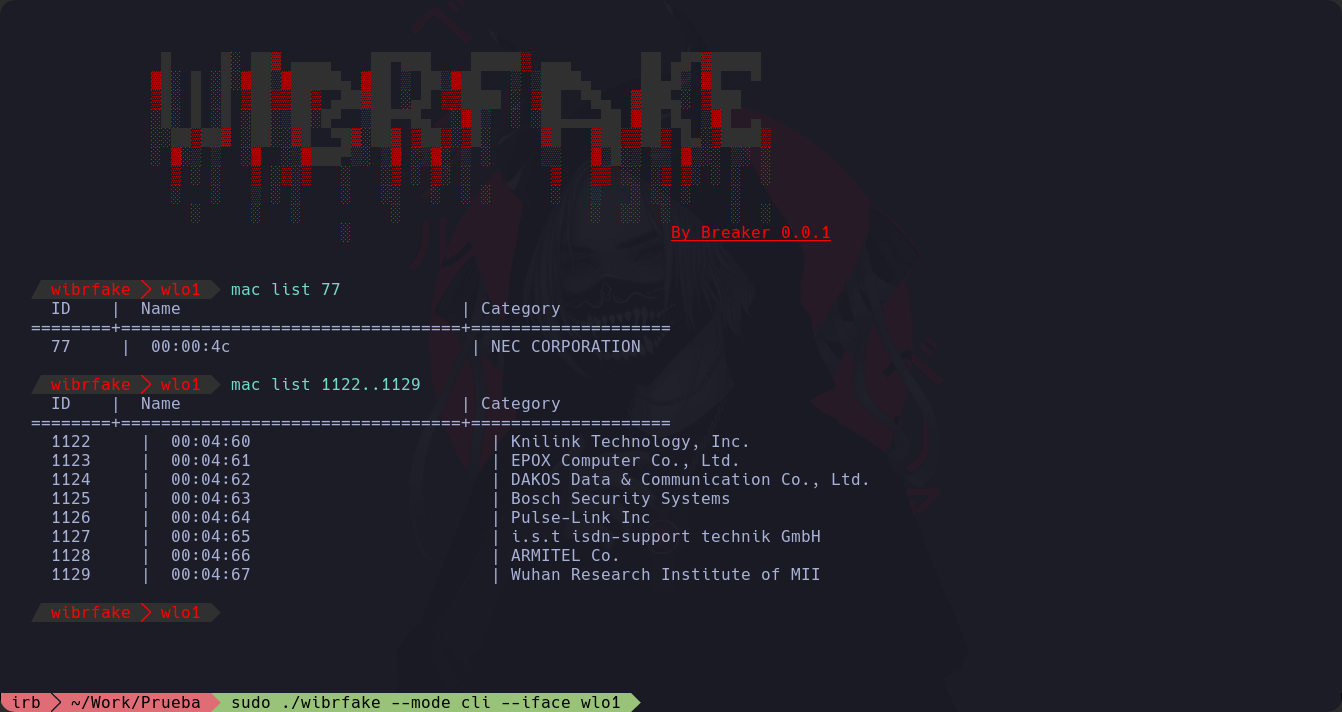 WIBRFAKE
By Breaker 0.0.1
wibrfake wlo1 mac list 77
ID | Name | Category
========+==================================+====================
77 | 00:00:4c | NEC CORPORATION
wibrfake wlo1 mac list 1122..1129
ID | Name | Category
========+==================================+====================
1122 | 00:04:60 | Knilink Technology, Inc.
1123 | 00:04:61 | EPOX Computer Co., Ltd.
1124 | 00:04:62 | DAKOS Data & Communication Co., Ltd.
1125 | 00:04:63 | Bosch Security Systems
1126 | 00:04:64 | Pulse-Link Inc
1127 | 00:04:65 | i.s.t isdn-support technik GmbH
1128 | 00:04:66 | ARMITEL Co.
1129 | 00:04:67 | Wuhan Research Institute of MII
wibrfake wlo1
irb ~/Work/Prueba sudo ./wibrfake --mode cli --iface wlo1